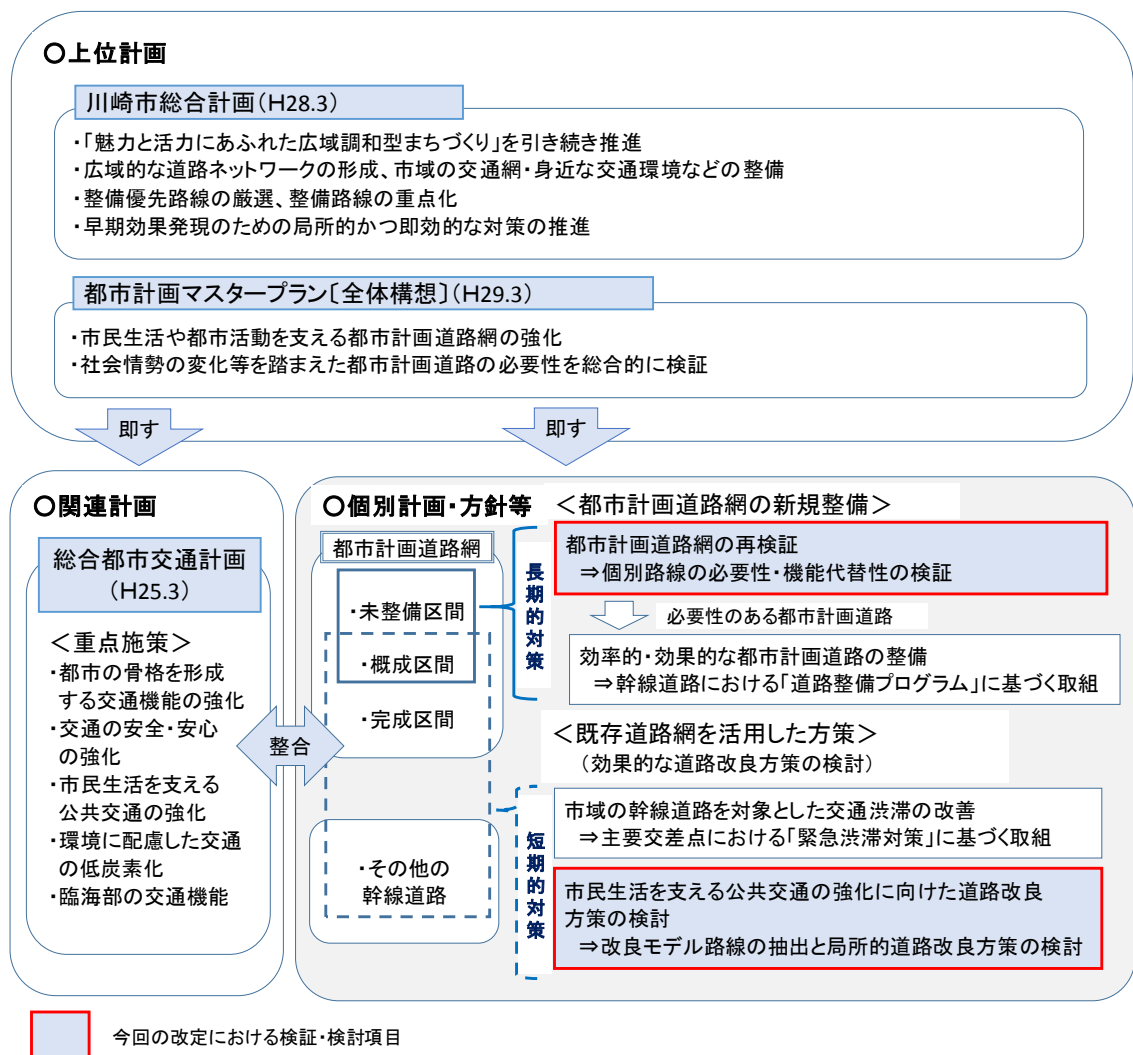 〇上位計画
川崎市総合計画(H28.3)
・「魅力と活力にあふれた広域調和型まちづくり」を引き続き推進
・広域的な道路ネットワークの形成、市域の交通網・身近な交通環境などの整備
・整備優先路線の厳選、整備路線の重点化
・早期効果発現のための局所的かつ即効的な対策の推進
都市計画マスタープラン〔全体構想〕(H29.3)
・市民生活や都市活動を支える都市計画道路網の強化
・社会情勢の変化等を踏まえた都市計画道路の必要性を総合的に検証
即す
即す
〇関連計画
総合都市交通計画
(H25.3)
＜重点施策＞
・都市の骨格を形成
する交通機能の強化
・交通の安全・安心
の強化
・市民生活を支える
公共交通の強化
・環境に配慮した交通
の低炭素化
・臨海部の交通機能
整合
〇個別計画・方針等
都市計画道路網
・未整備区間
・概成区間
・完成区間
・その他の
幹線道路
長期的対策
＜都市計画道路網の新規整備＞
都市計画道路網の再検証
⇒個別路線の必要性・機能代替性の検証
必要性のある都市計画道路
効率的・効果的な都市計画道路の整備
⇒幹線道路における「道路整備プログラム」に基づく取組
＜既存道路網を活用した方策＞
（効果的な道路改良方策の検討）
短期的対策
市域の幹線道路を対象とした交通渋滞の改善
⇒主要交差点における「緊急渋滞対策」に基づく取組
市民生活を支える公共交通の強化に向けた道路改良
方策の検討
⇒改良モデル路線の抽出と局所的道路改良方策の検討
今回の改定における検証・検討項目